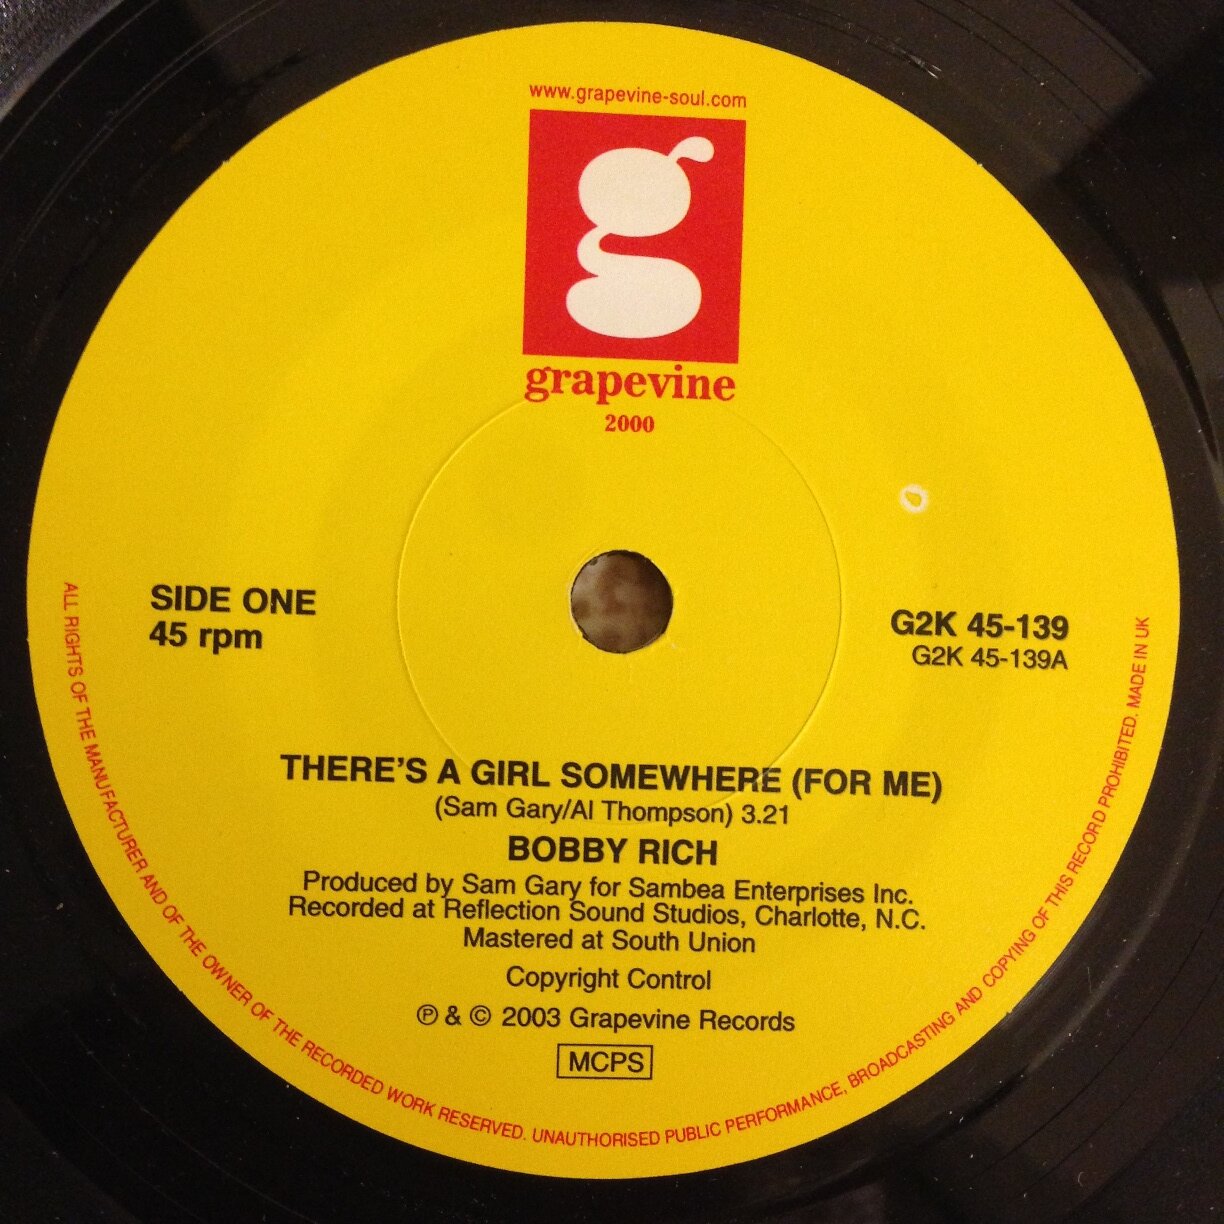 www.grapevine-soul.com
g
grapevine
2000
SIDE ONE
45 rpm
G2K 45-139
G2K 45-139A
THERE'S A GIRL SOMEWHERE (FOR ME)
(Sam Gary/Al Thompson) 3.21
BOBBY RICH
Produced by Sam Gary for Sambea Enterprises Inc.
Recorded at Reflection Sound Studios, Charlotte, N.C.
Mastered at South Union
Copyright Control
℗ & © 2003 Grapevine Records
MCPS
ALL RIGHTS OF THE MANUFACTURER AND OF THE OWNER OF THE RECORDED WORK RESERVED. UNAUTHORISED PUBLIC PERFORMANCE, BROADCASTING AND COPYING OF THIS RECORD PROHIBITED. MADE IN UK